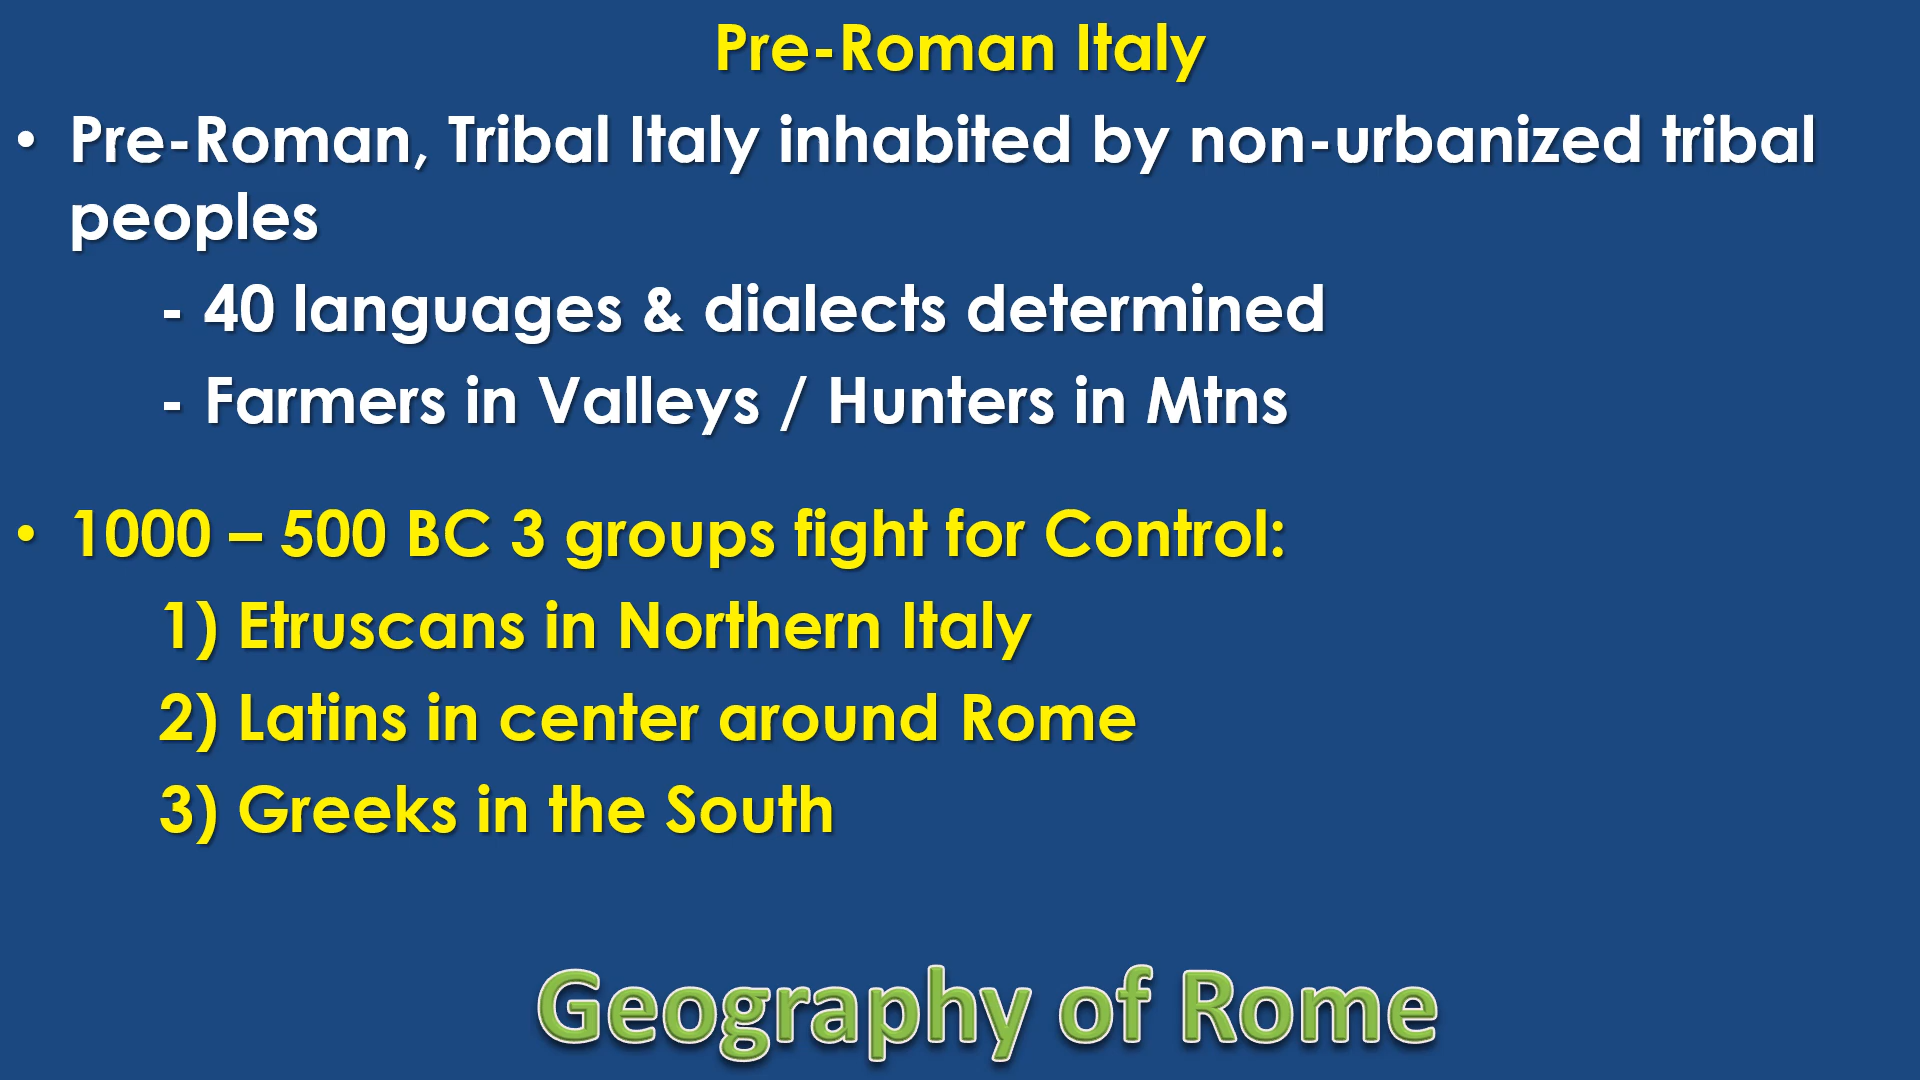 Pre-Roman Italy
• Pre-Roman, Tribal Italy inhabited by non-urbanized tribal
peoples
- 40 languages & dialects determined
- Farmers in Valleys / Hunters in Mtns
• 1000 – 500 BC 3 groups fight for Control:
1) Etruscans in Northern Italy
2) Latins in center around Rome
3) Greeks in the South
Geography of Rome